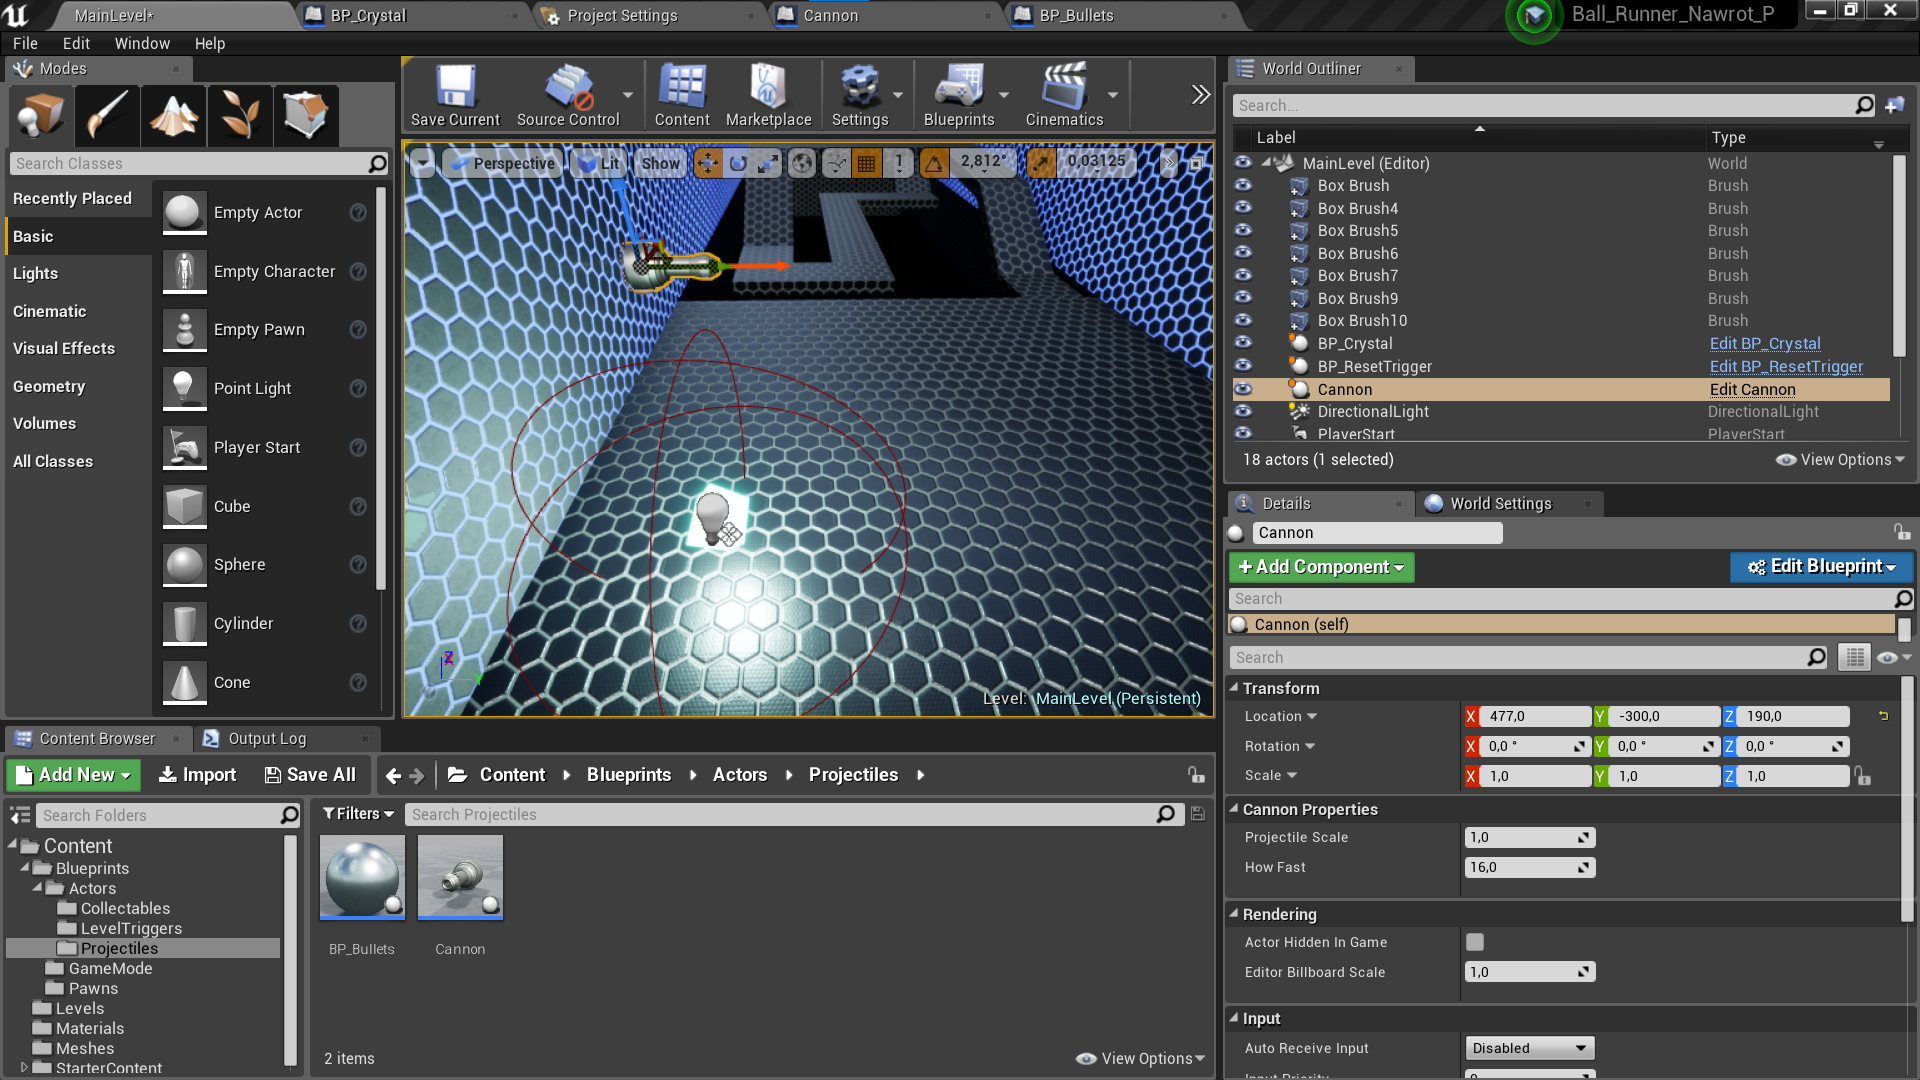 MainLevel*
BP_Crystal
Project Settings
Cannon
BP_Bullets
Ball_Runner_Nawrot_P
File Edit Window Help
Modes
Search Classes
Recently Placed
Basic
Lights
Cinematic
Visual Effects
Geometry
Volumes
All Classes
Empty Actor
Empty Character
Empty Pawn
Point Light
Player Start
Cube
Sphere
Cylinder
Cone
Save Current
Source Control
Content
Marketplace
Settings
Blueprints
Cinematics
Perspective
Lit
Show
1
2,812°
0,03125
Z
Y
Level: MainLevel (Persistent)
World Outliner
Search...
Label Type
MainLevel (Editor) World
Box Brush Brush
Box Brush4 Brush
Box Brush5 Brush
Box Brush6 Brush
Box Brush7 Brush
Box Brush9 Brush
Box Brush10 Brush
BP_Crystal Edit BP_Crystal
BP_ResetTrigger Edit BP_ResetTrigger
Cannon Edit Cannon
DirectionalLight DirectionalLight
PlayerStart PlayerStart
18 actors (1 selected)
View Options
Details
World Settings
Cannon
+ Add Component
Edit Blueprint
Search
Cannon (self)
Search
Transform
Location X 477,0 Y -300,0 Z 190,0
Rotation X 0,0 ° Y 0,0 ° Z 0,0 °
Scale X 1,0 Y 1,0 Z 1,0
Cannon Properties
Projectile Scale 1,0
How Fast 16,0
Rendering
Actor Hidden In Game
Editor Billboard Scale 1,0
Input
Auto Receive Input Disabled
Input Priority
Content Browser
Output Log
Add New
Import
Save All
Content
Blueprints
Actors
Projectiles
Search Folders
Filters
Search Projectiles
Content
Blueprints
Actors
Collectables
LevelTriggers
Projectiles
GameMode
Pawns
Levels
Materials
Meshes
StarterContent
BP_Bullets
Cannon
2 items
View Options